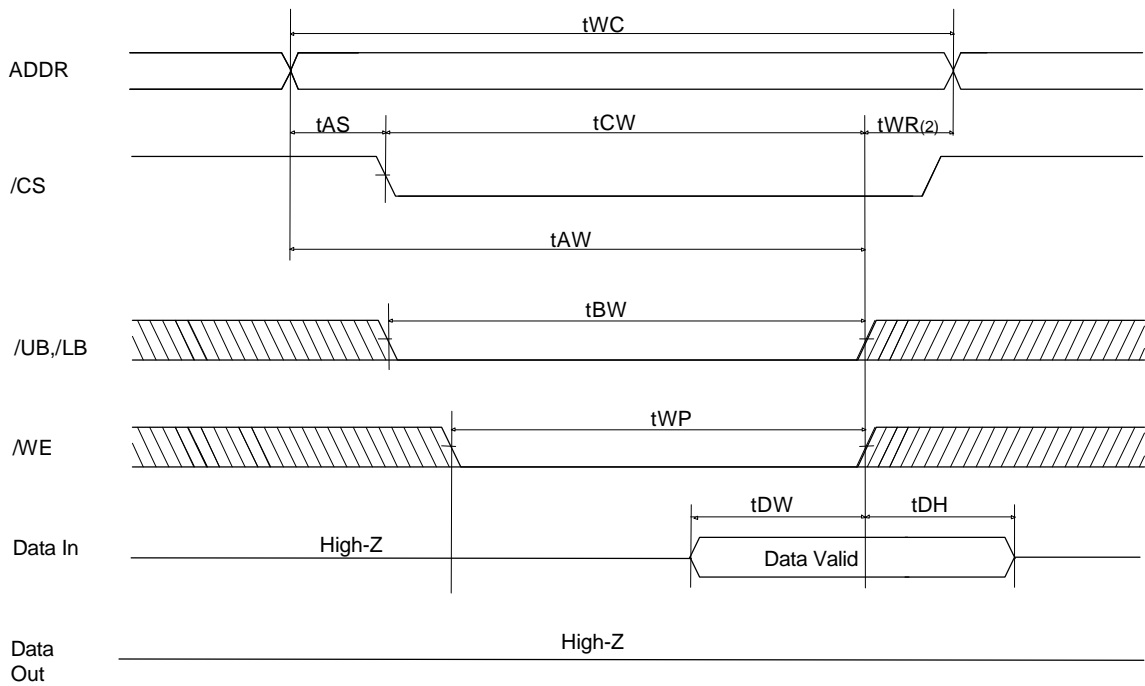 tWC
ADDR
tAS
tCW
tWR(2)
/CS
tAW
tBW
/UB,/LB
tWP
/WE
tDW
tDH
Data In
High-Z
Data Valid
High-Z
Data
Out